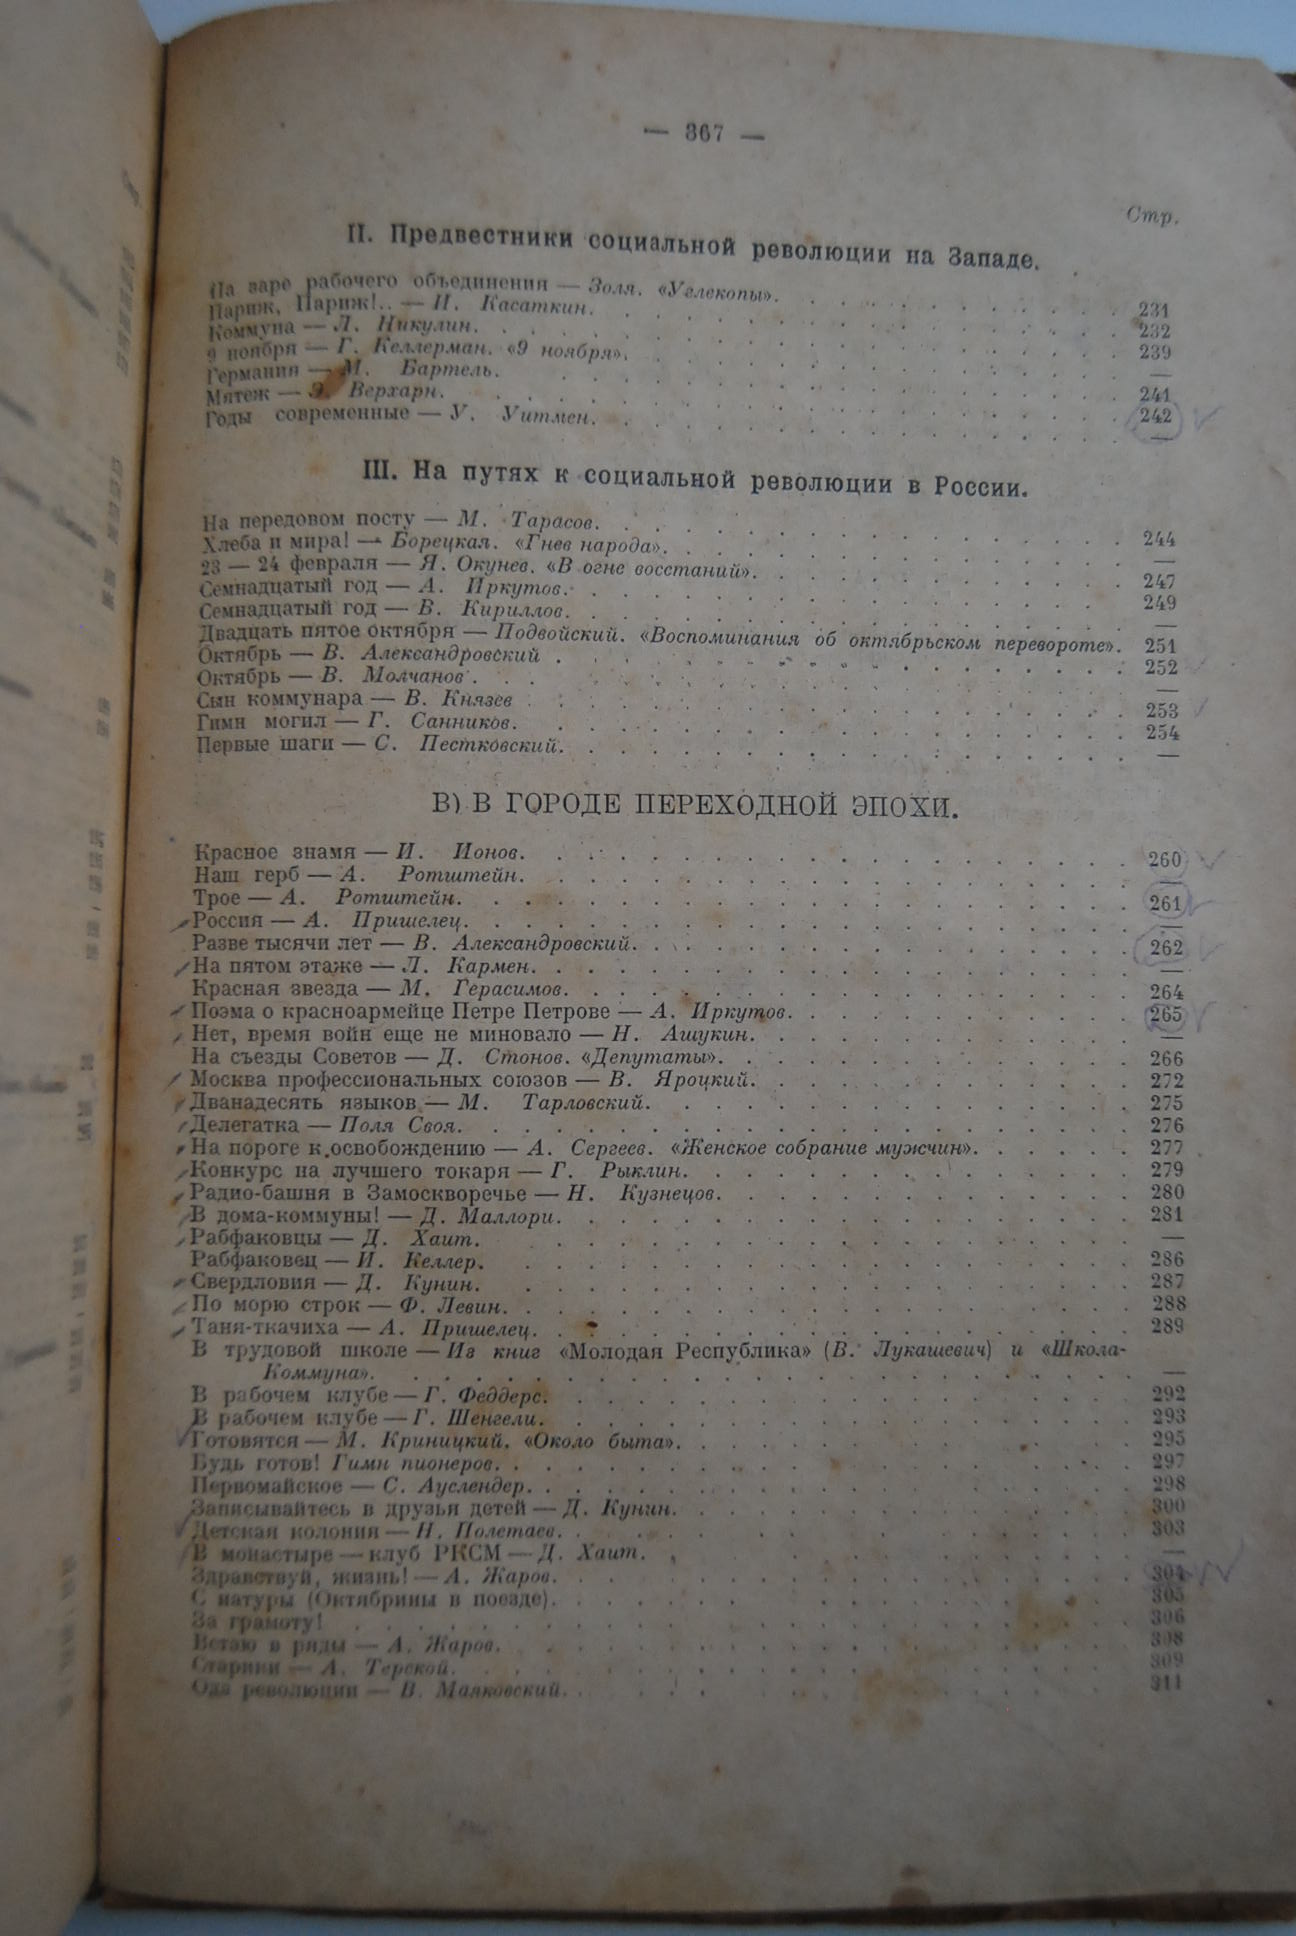 — 367 —
Стр.
II. Предвестники социальной революции на Западе.
На заре рабочего объединения — Золя. «Углекопы». 231
Париж, Париж!.. — И. Касаткин. 232
Коммуна — Л. Никулин. 239
9 ноября — Г. Келлерман. «9 ноября». —
Германия — М. Бартель. 241
Мятеж — Э. Верхарн. 242
Годы современные — У. Уитмен. —
III. На путях к социальной революции в России.
На передовом посту — М. Тарасов. 244
Хлеба и мира! — Борецкая. «Гнев народа». —
23 — 24 февраля — Я. Окунев. «В огне восстаний». 247
Семнадцатый год — А. Иркутов. 249
Семнадцатый год — В. Кириллов. —
Двадцать пятое октября — Подвойский. «Воспоминания об октябрьском перевороте». 251
Октябрь — В. Александровский . 252
Октябрь — В. Молчанов . —
Сын коммунара — В. Князев . 253
Гимн могил — Г. Санников. 254
Первые шаги — С. Пестковский. —
В) В ГОРОДЕ ПЕРЕХОДНОЙ ЭПОХИ.
Красное знамя — И. Ионов. 260
Наш герб — А. Ротштейн. —
Трое — А. Ротштейн. 261
Россия — А. Пришелец. —
Разве тысячи лет — В. Александровский. 262
На пятом этаже — Л. Кармен. —
Красная звезда — М. Герасимов. 264
Поэма о красноармейце Петре Петрове — А. Иркутов. 265
Нет, время войн еще не миновало — Н. Ашукин. —
На съезды Советов — Д. Стонов. «Депутаты». 266
Москва профессиональных союзов — В. Яроцкий. 272
Дванадесять языков — М. Тарловский. 275
Делегатка — Поля Своя. 276
На пороге к освобождению — А. Сергеев. «Женское собрание мужчин». 277
Конкурс на лучшего токаря — Г. Рыклин. 279
Радио-башня в Замоскворечье — Н. Кузнецов. 280
В дома-коммуны! — Д. Маллори. 281
Рабфаковцы — Д. Хаит. —
Рабфаковец — И. Келлер. 286
Свердловия — Д. Кунин. 287
По морю строк — Ф. Левин. 288
Таня-ткачиха — А. Пришелец. 289
В трудовой школе — Из книг «Молодая Республика» (В. Лукашевич) и «Школа-
Коммуна». —
В рабочем клубе — Г. Феддерс. 292
В рабочем клубе — Г. Шенгели. 293
Готовятся — М. Криницкий. «Около быта». 295
Будь готов! Гимн пионеров. 297
Первомайское — С. Ауслендер. 298
Записывайтесь в друзья детей — Д. Кунин. 300
Детская колония — Н. Полетаев. 303
В монастыре — клуб РКСМ — Д. Хаит. —
Здравствуй, жизнь! — А. Жаров. 304
С натуры (Октябрины в поезде). 305
За грамоту! 306
Встаю в ряды — А. Жаров. 308
Старики — А. Терской. 309
Ода революции — В. Маяковский. 311